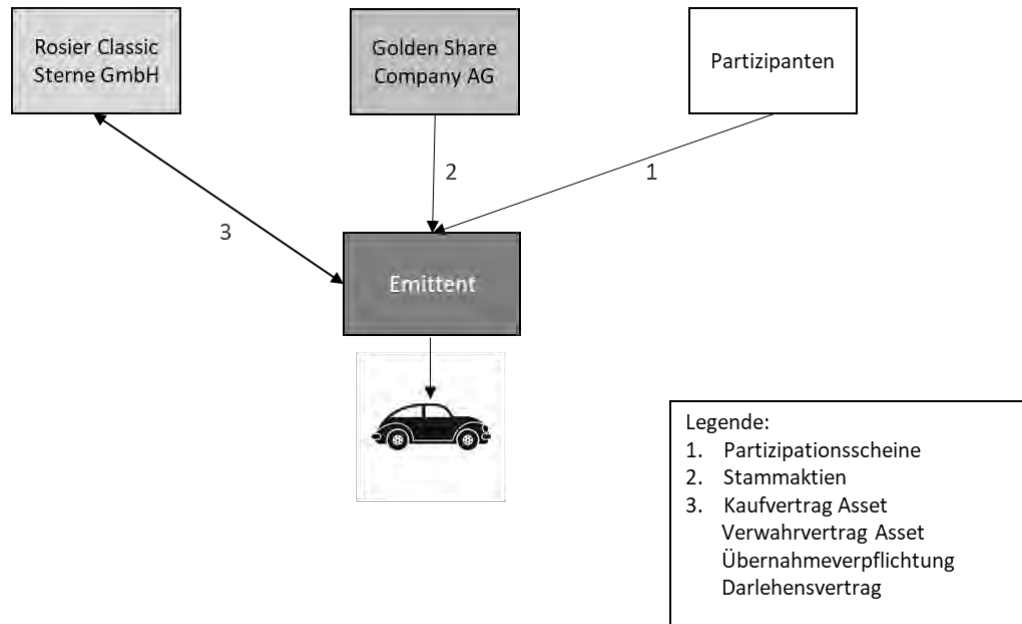 Rosier Classic
Sterne GmbH
Golden Share
Company AG
Partizipanten
2
1
3
Emittent
Legende:
1. Partizipationsscheine
2. Stammaktien
3. Kaufvertrag Asset
Verwahrvertrag Asset
Übernahmeverpflichtung
Darlehensvertrag